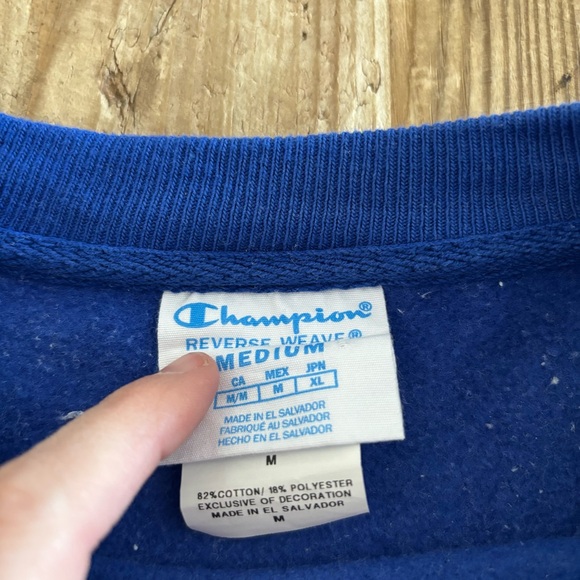 Champion®
REVERSE WEAVE®
MEDIUM
CA MEX JPN
M/M M XL
MADE IN EL SALVADOR
FABRIQUÉ AU SALVADOR
HECHO EN EL SALVADOR
M
82%COTTON/ 18% POLYESTER
EXCLUSIVE OF DECORATION
MADE IN EL SALVADOR
M